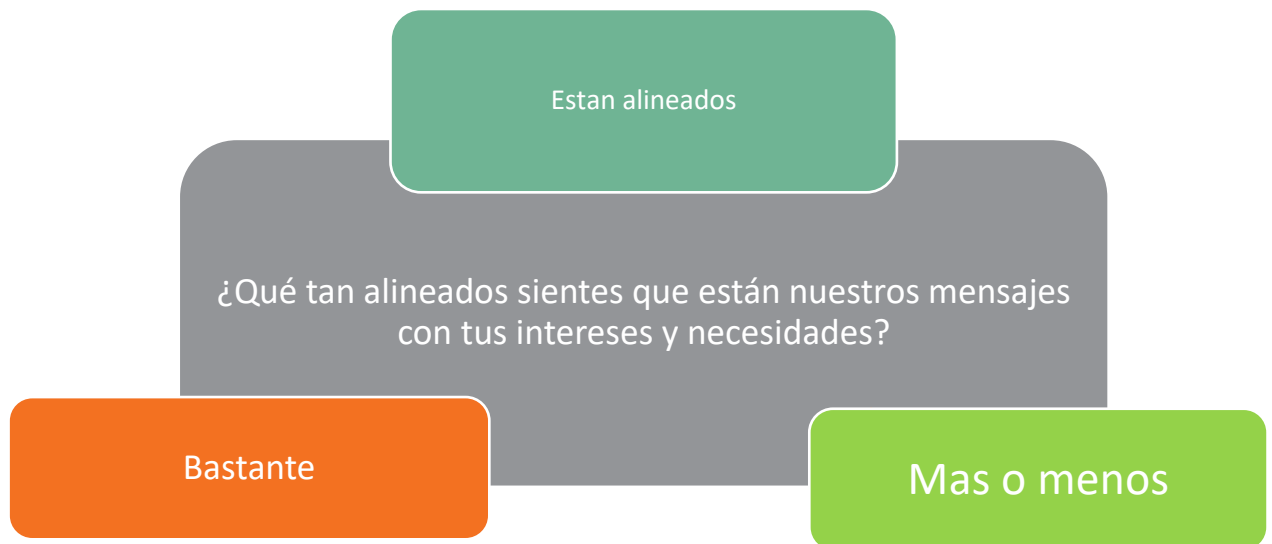 Estan alineados
¿Qué tan alineados sientes que están nuestros mensajes
con tus intereses y necesidades?
Bastante
Mas o menos